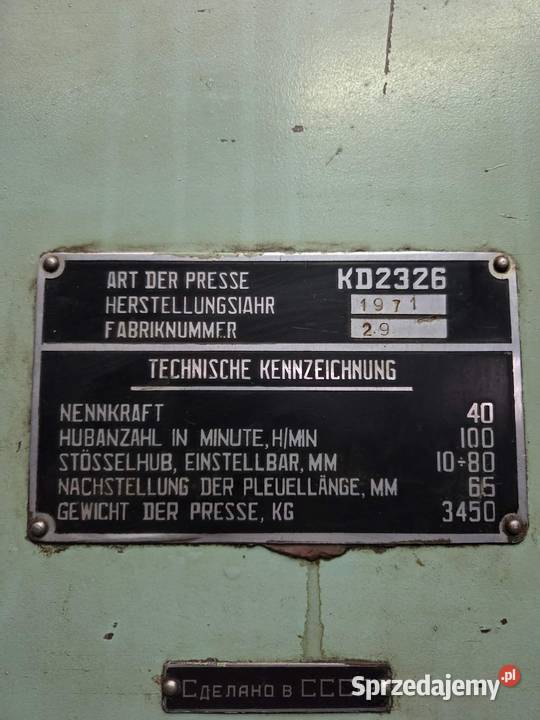 ART DER PRESSE KD2326
HERSTELLUNGSIAHR 1971
FABRIKNUMMER 29
TECHNISCHE KENNZEICHNUNG
NENNKRAFT 40
HUBANZAHL IN MINUTE, H/MIN 100
STÖSSELHUB, EINSTELLBAR, MM 10÷80
NACHSTELLUNG DER PLEUELLÄNGE, MM 65
GEWICHT DER PRESSE, KG 3450
СДЕЛАНО В
Sprzedajemy.pl